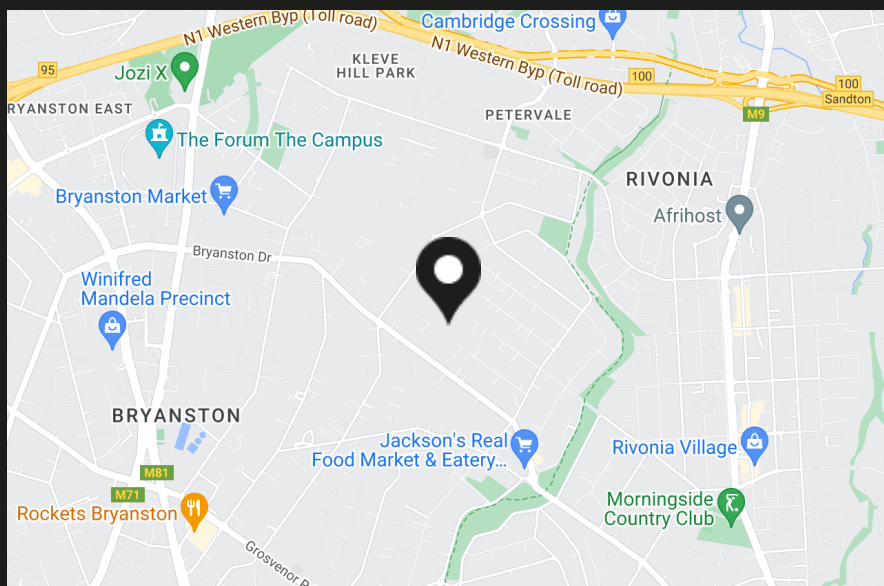 N1 Western Byp (Toll road)
Cambridge Crossing
N1 Western Byp (Toll road)
95
Jozi X
KLEVE
HILL PARK
100
100
Sandton
RYANSTON EAST
PETERVALE
M9
The Forum The Campus
RIVONIA
Bryanston Market
Afrihost
Bryanston Dr
Winifred
Mandela Precinct
BRYANSTON
Jackson's Real
Food Market & Eatery...
Rivonia Village
M81
M71
Rockets Bryanston
Morningside
Country Club
Grosvenor R